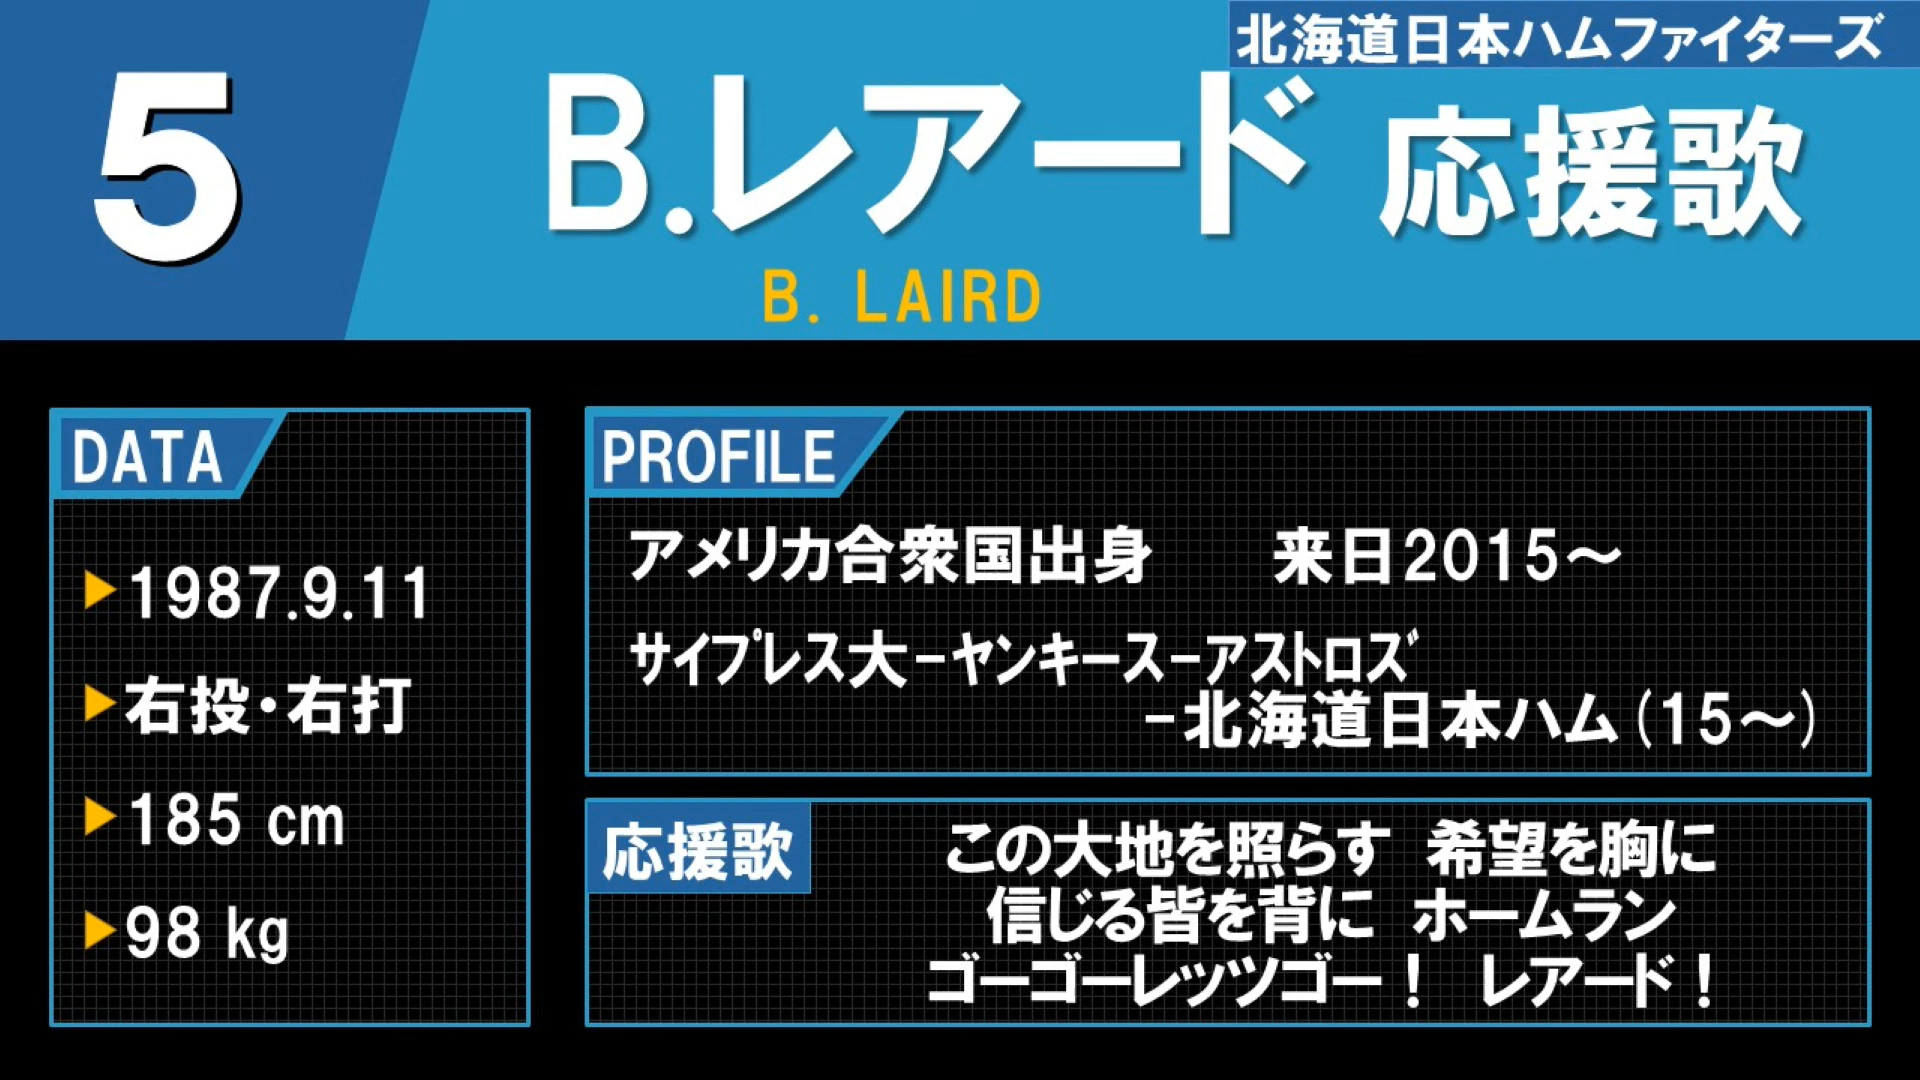 北海道日本ハムファイターズ
5
B.レアード 応援歌
B. LAIRD
DATA
▶1987.9.11
▶右投・右打
▶185 cm
▶98 kg
PROFILE
アメリカ合衆国出身　来日2015～
ｻｲﾌﾟﾚｽ大-ﾔﾝｷｰｽ-ｱｽﾄﾛｽﾞ
-北海道日本ハム(15～)
応援歌
この大地を照らす　希望を胸に
信じる皆を背に　ホームラン
ゴーゴーレッツゴー！　レアード！